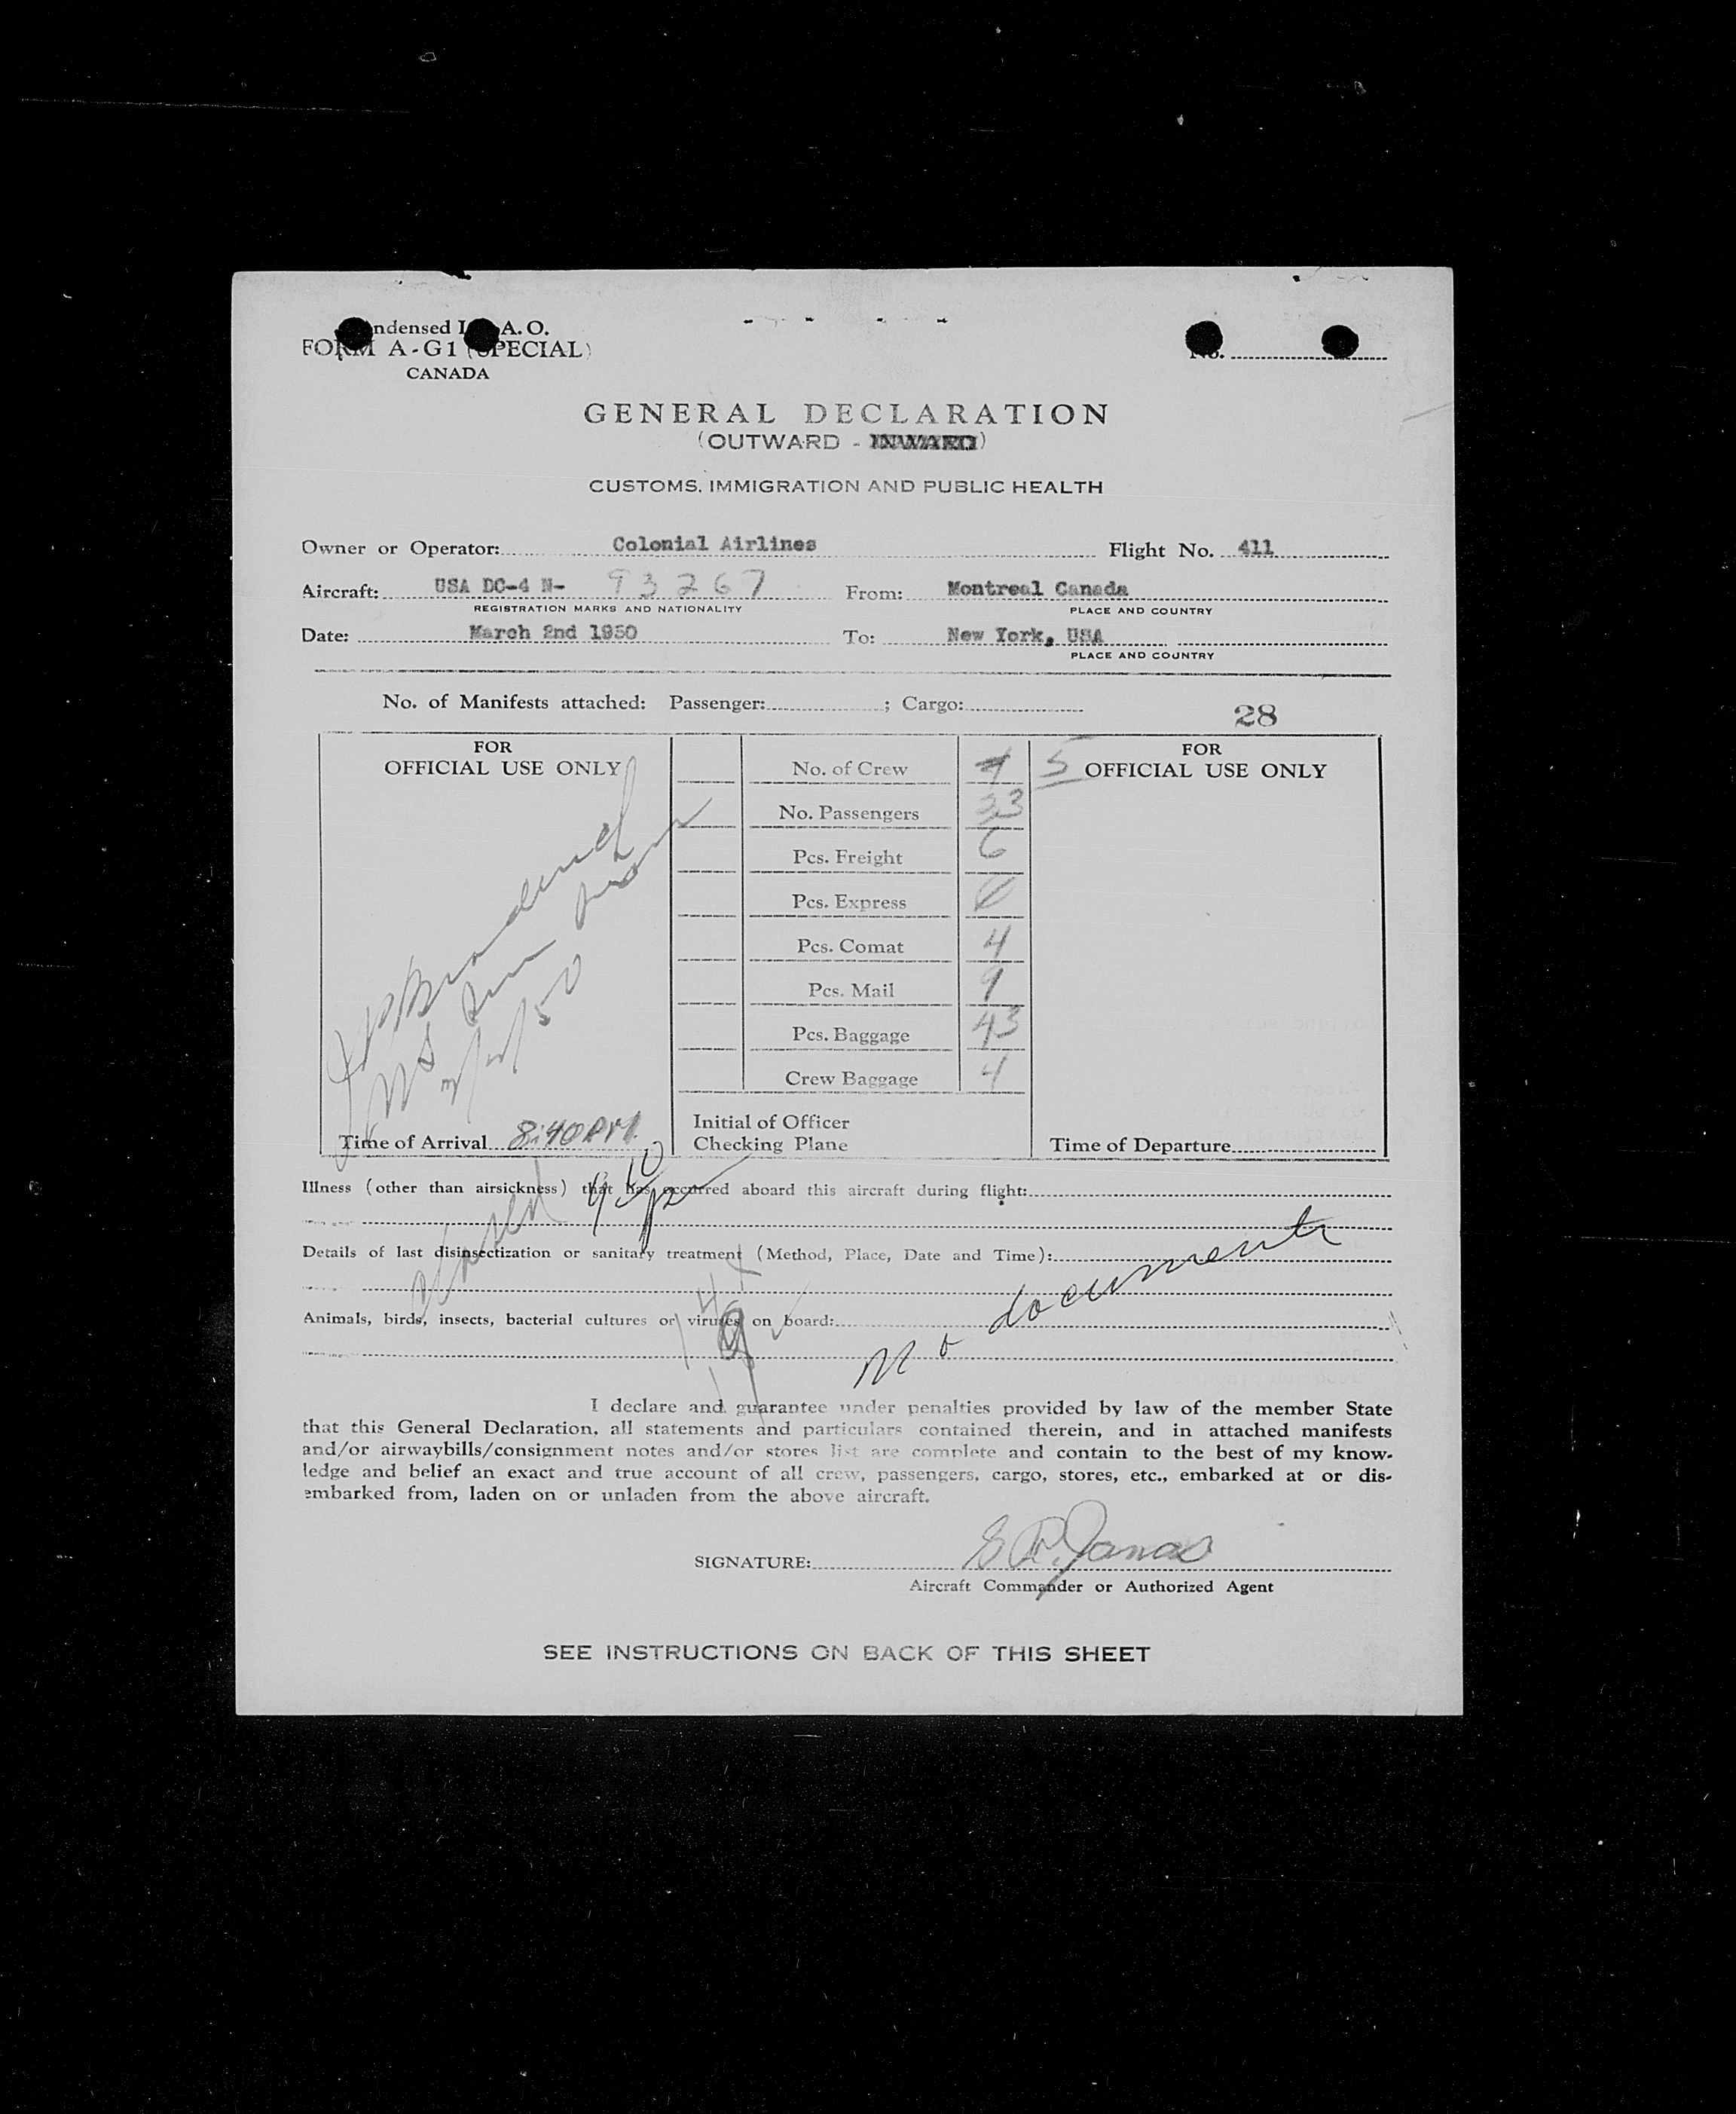 ndensed I A. O.
FORM A-G1 (SPECIAL)
CANADA
No.
GENERAL DECLARATION
(OUTWARD - INWARD)
CUSTOMS, IMMIGRATION AND PUBLIC HEALTH
Owner or Operator: Colonial Airlines Flight No. 411
Aircraft: USA DC-4 N- 93267 From: Montreal Canada
REGISTRATION MARKS AND NATIONALITY PLACE AND COUNTRY
Date: March 2nd 1950 To: New York, USA
PLACE AND COUNTRY
No. of Manifests attached: Passenger: ; Cargo:
28
FOR
OFFICIAL USE ONLY
3/2/50
Time of Arrival 8:40 PM.
No. of Crew 4 5
No. Passengers 33
Pcs. Freight 6
Pcs. Express
Pcs. Comat 4
Pcs. Mail 9
Pcs. Baggage 43
Crew Baggage 4
Initial of Officer
Checking Plane
FOR
OFFICIAL USE ONLY
Time of Departure
Illness (other than airsickness) that has occurred aboard this aircraft during flight:
Details of last disinsectization or sanitary treatment (Method, Place, Date and Time):
Animals, birds, insects, bacterial cultures or viruses on board:
No documents
I declare and guarantee under penalties provided by law of the member State
that this General Declaration, all statements and particulars contained therein, and in attached manifests
and/or airwaybills/consignment notes and/or stores list are complete and contain to the best of my know-
ledge and belief an exact and true account of all crew, passengers, cargo, stores, etc., embarked at or dis-
embarked from, laden on or unladen from the above aircraft.
SIGNATURE:
Aircraft Commander or Authorized Agent
SEE INSTRUCTIONS ON BACK OF THIS SHEET